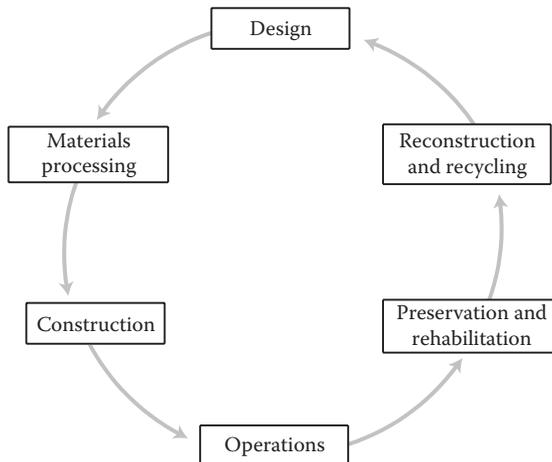 Design
Materials
processing
Reconstruction
and recycling
Construction
Preservation and
rehabilitation
Operations